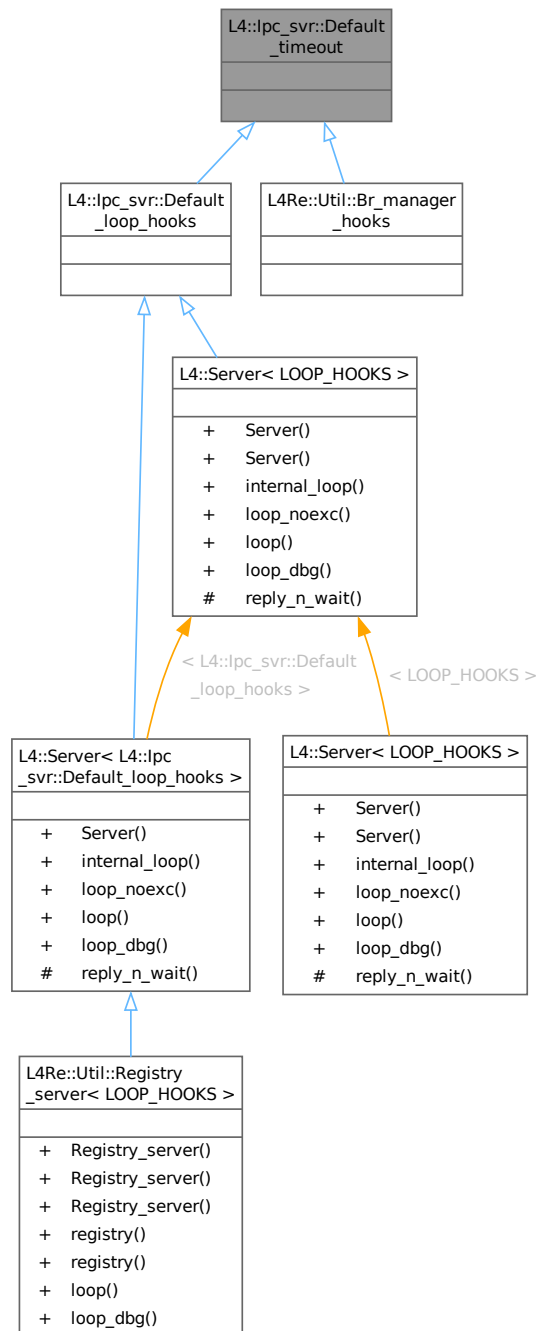 L4::Ipc_svr::Default
_timeout
L4::Ipc_svr::Default
_loop_hooks
L4Re::Util::Br_manager
_hooks
L4::Server< LOOP_HOOKS >
+ Server()
+ Server()
+ internal_loop()
+ loop_noexc()
+ loop()
+ loop_dbg()
# reply_n_wait()
< L4::Ipc_svr::Default
_loop_hooks >
< LOOP_HOOKS >
L4::Server< L4::Ipc
_svr::Default_loop_hooks >
+ Server()
+ internal_loop()
+ loop_noexc()
+ loop()
+ loop_dbg()
# reply_n_wait()
L4::Server< LOOP_HOOKS >
+ Server()
+ Server()
+ internal_loop()
+ loop_noexc()
+ loop()
+ loop_dbg()
# reply_n_wait()
L4Re::Util::Registry
_server< LOOP_HOOKS >
+ Registry_server()
+ Registry_server()
+ Registry_server()
+ registry()
+ registry()
+ loop()
+ loop_dbg()